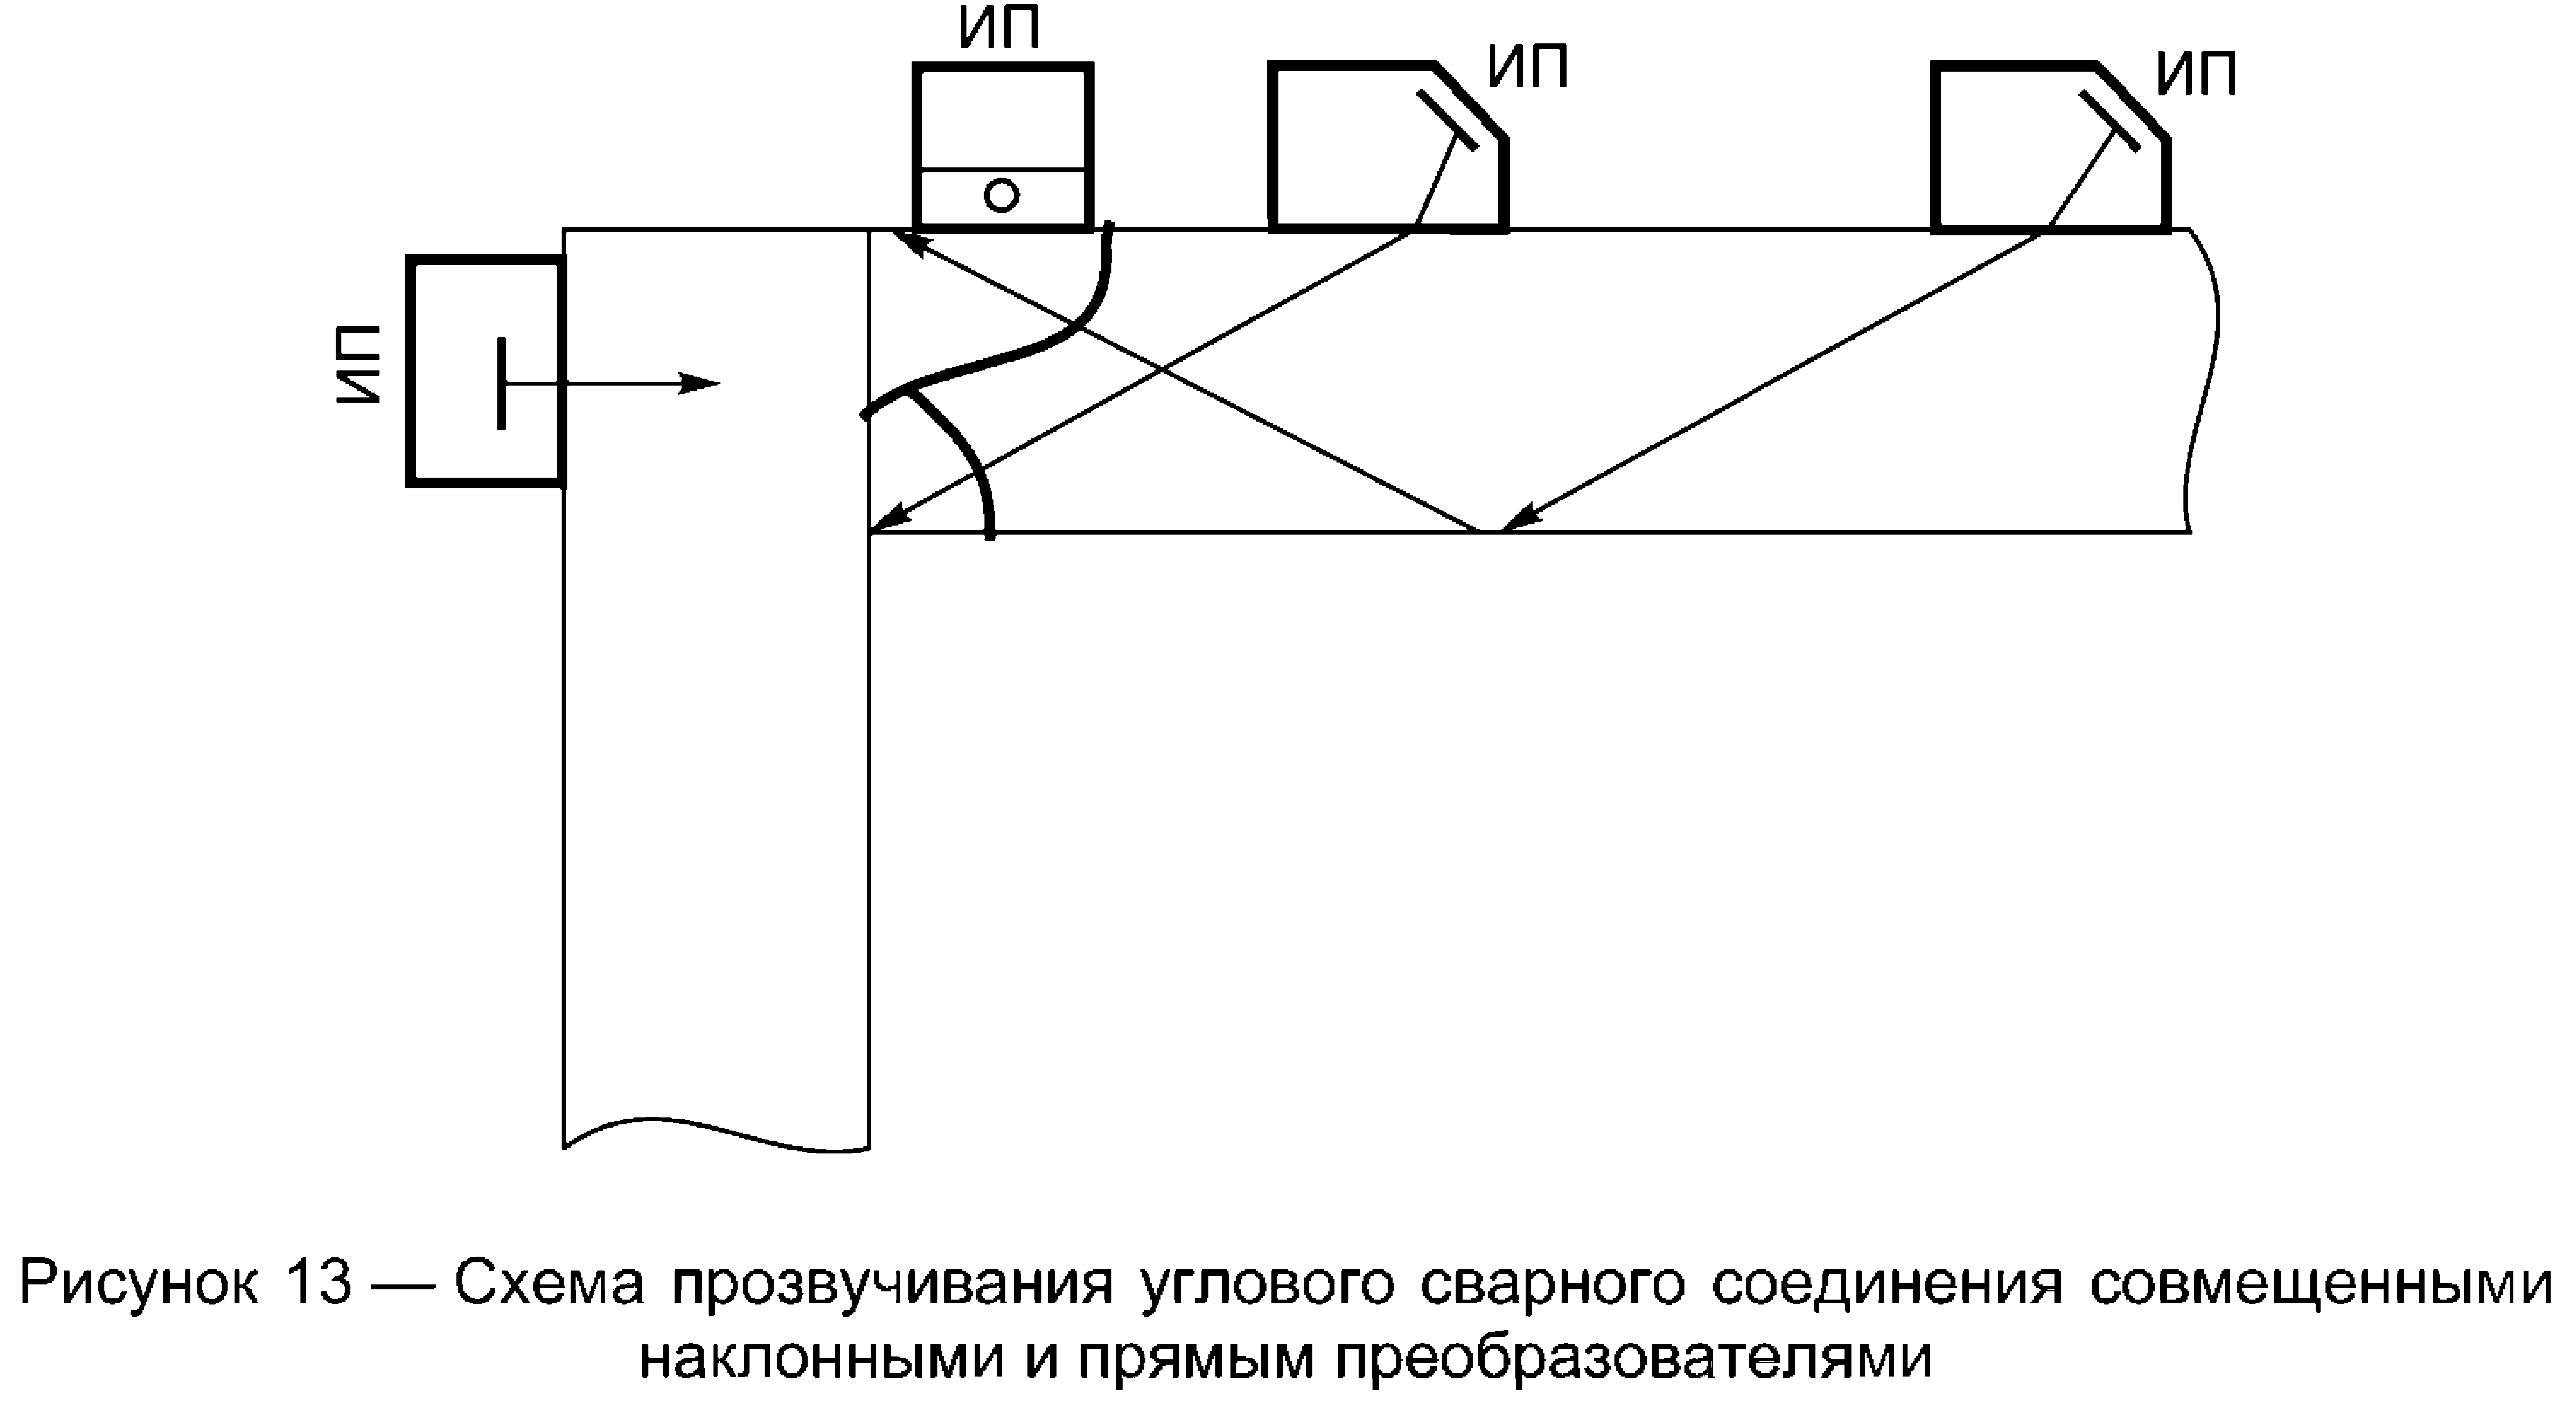 ИП
ИП
ИП
ИП
Рисунок 13 — Схема прозвучивания углового сварного соединения совмещенными
наклонными и прямым преобразователями